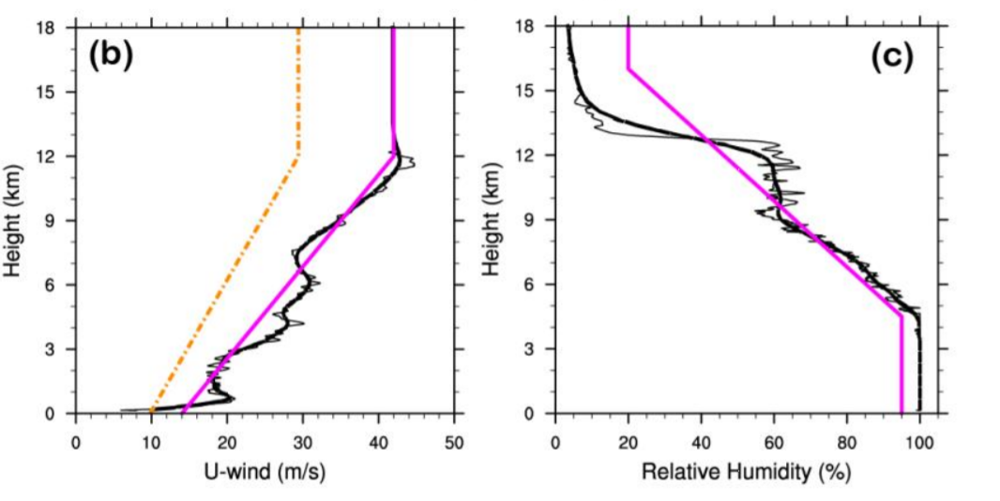 (b)
18
15
12
9
6
3
0
Height (km)
0 10 20 30 40 50
U-wind (m/s)
(c)
18
15
12
9
6
3
0
Height (km)
0 20 40 60 80 100
Relative Humidity (%)